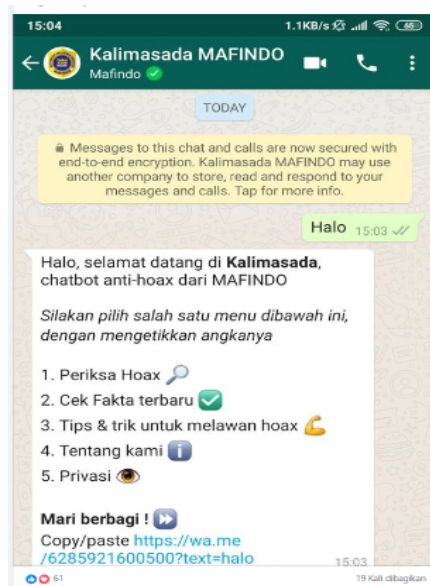 15:04 1.1KB/s 65
Kalimasada MAFINDO
Mafindo
TODAY
Messages to this chat and calls are now secured with
end-to-end encryption. Kalimasada MAFINDO may use
another company to store, read and respond to your
messages and calls. Tap for more info.
Halo 15:03
Halo, selamat datang di Kalimasada,
chatbot anti-hoax dari MAFINDO
Silakan pilih salah satu menu dibawah ini,
dengan mengetikkan angkanya
1. Periksa Hoax
2. Cek Fakta terbaru
3. Tips & trik untuk melawan hoax
4. Tentang kami
5. Privasi
Mari berbagi !
Copy/paste https://wa.me
/6285921600500?text=halo 15:03
61 19 Kali dibagikan